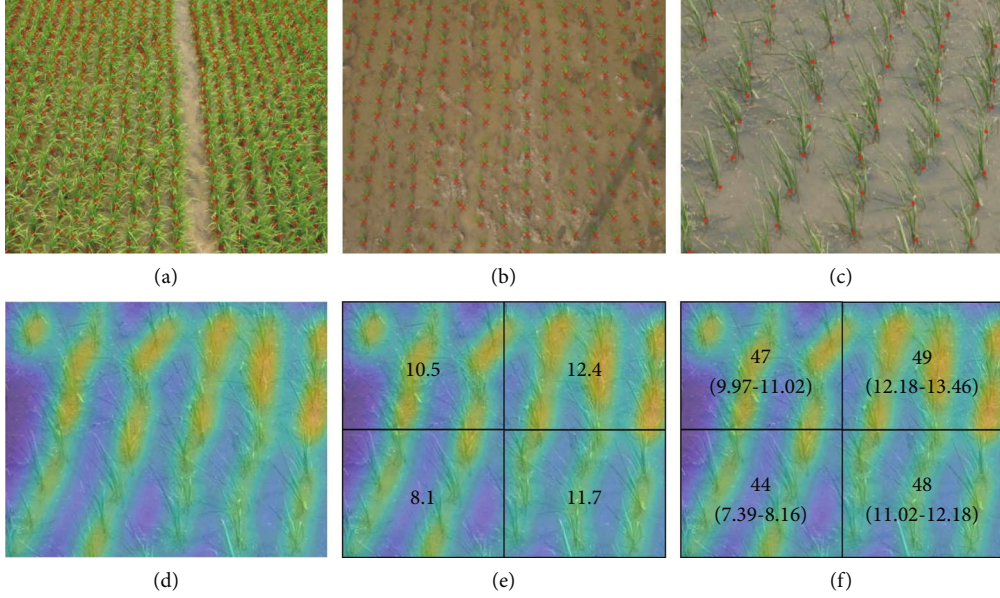 (a)
(b)
(c)
10.5
12.4
8.1
11.7
47
(9.97-11.02)
49
(12.18-13.46)
44
(7.39-8.16)
48
(11.02-12.18)
(d)
(e)
(f)